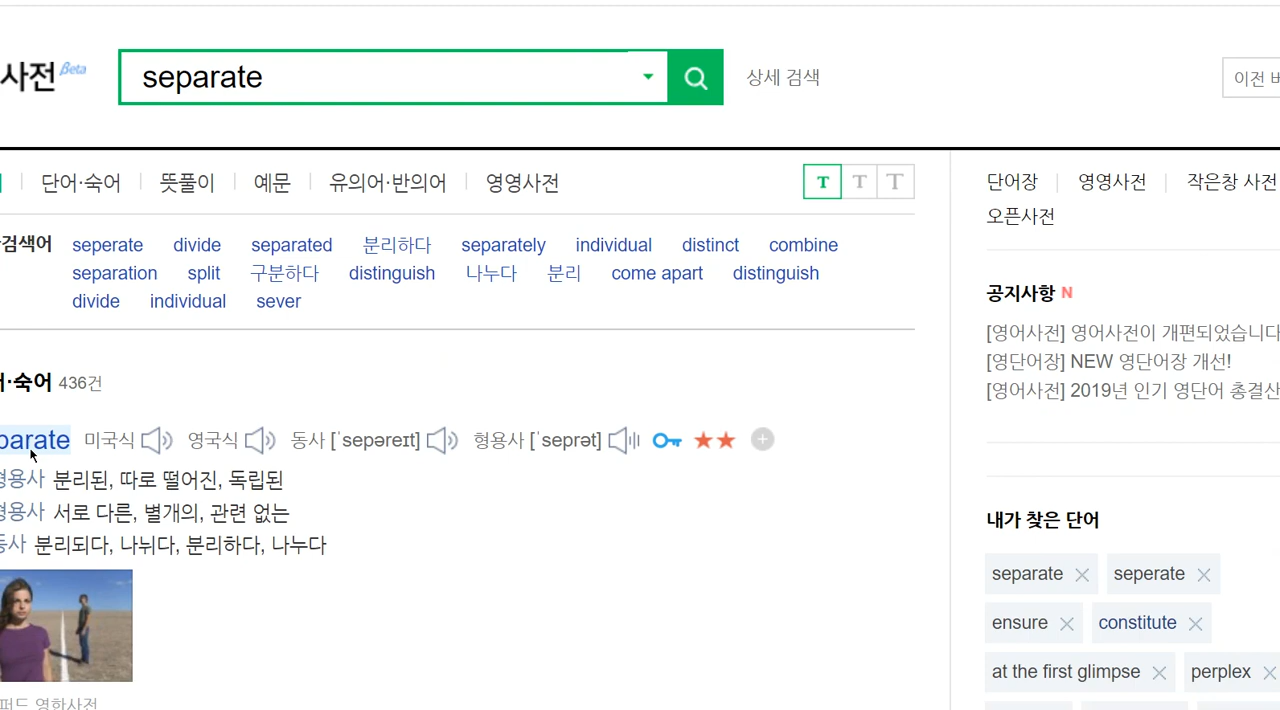 사전 Beta
separate
상세 검색
이전 버
단어·숙어 | 뜻풀이 | 예문 | 유의어·반의어 | 영영사전
T T T
검색어 seperate divide separated 분리하다 separately individual distinct combine
separation split 구분하다 distinguish 나누다 분리 come apart distinguish
divide individual sever
·숙어 436건
parate 미국식 영국식 동사 [ˈsepəreɪt] 형용사 [ˈseprət]
형용사 분리된, 따로 떨어진, 독립된
형용사 서로 다른, 별개의, 관련 없는
동사 분리되다, 나뉘다, 분리하다, 나누다
퍼드 영한사전
단어장 | 영영사전 | 작은창 사전
오픈사전
공지사항 N
[영어사전] 영어사전이 개편되었습니다
[영단어장] NEW 영단어장 개선!
[영어사전] 2019년 인기 영단어 총결산
내가 찾은 단어
separate seperate
ensure constitute
at the first glimpse perplex